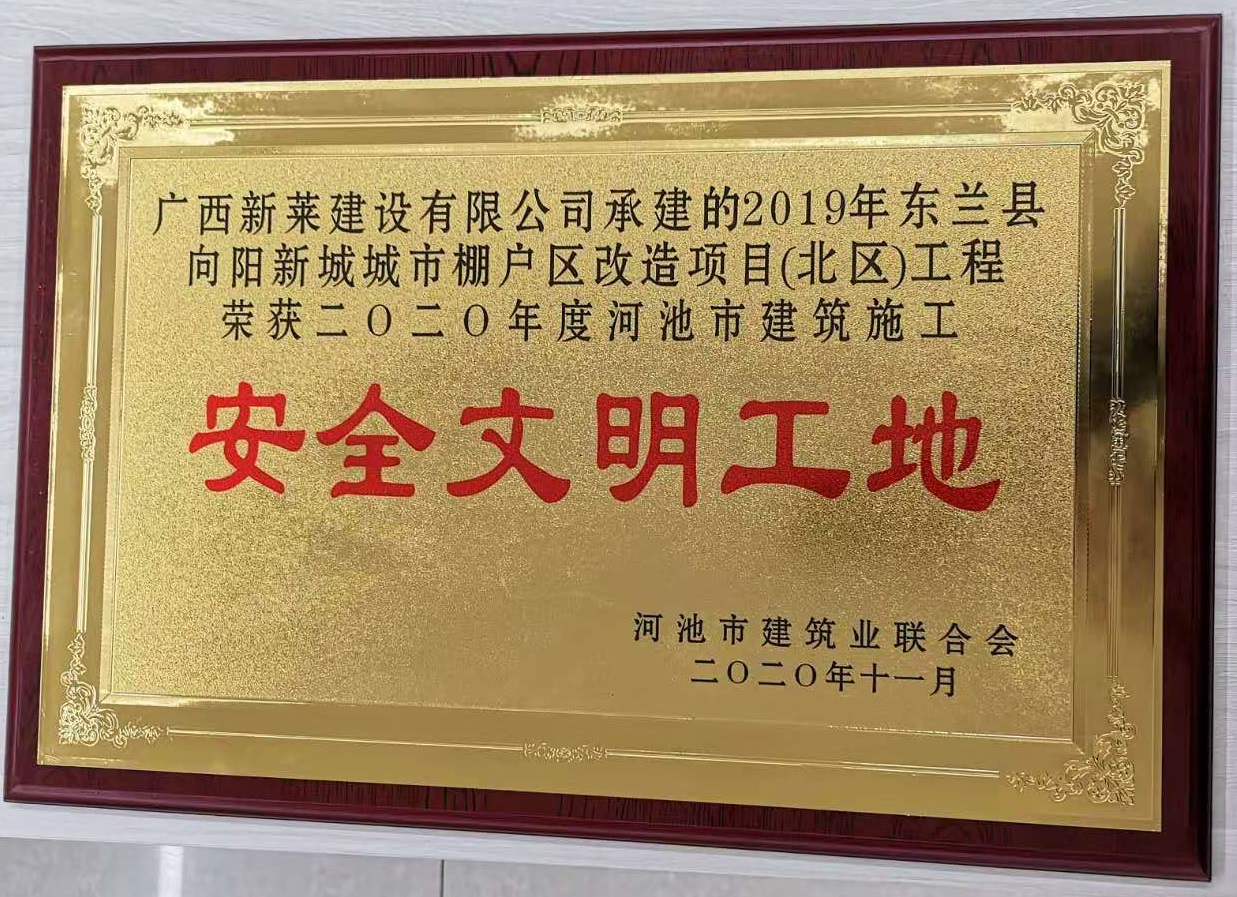 广西新莱建设有限公司承建的2019年东兰县
向阳新城城市棚户区改造项目(北区)工程
荣获二〇二〇年度河池市建筑施工
安全文明工地
河池市建筑业联合会
二〇二〇年十一月